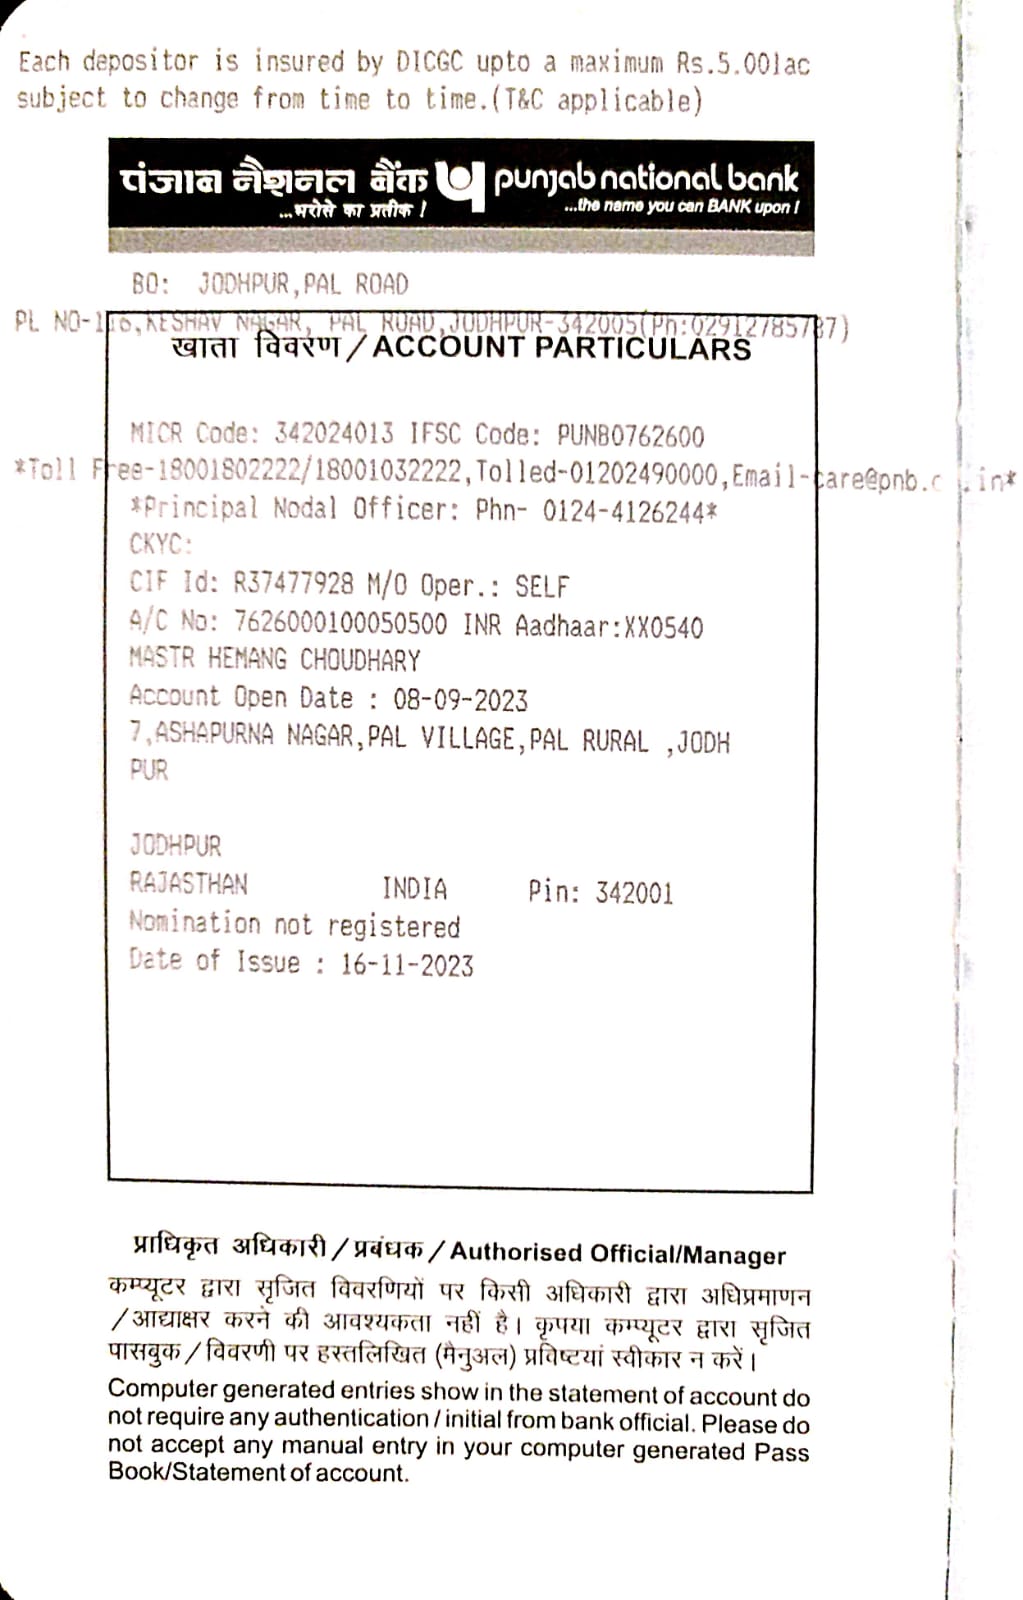 Each depositor is insured by DICGC upto a maximum Rs.5.00lac
subject to change from time to time.(T&C applicable)
पंजाब नैशनल बैंक punjab national bank
...भरोसे का प्रतीक ! ...the name you can BANK upon !
BO: JODHPUR,PAL ROAD
PL NO-116,KESHAV NAGAR, PAL ROAD,JODHPUR-342005(Ph:02912785787)
खाता विवरण / ACCOUNT PARTICULARS
MICR Code: 342024013 IFSC Code: PUNB0762600
*Toll Free-18001802222/18001032222,Tolled-01202490000,Email-care@pnb.c .in*
*Principal Nodal Officer: Phn- 0124-4126244*
CKYC:
CIF Id: R37477928 M/O Oper.: SELF
A/C No: 7626000100050500 INR Aadhaar:XX0540
MASTR HEMANG CHOUDHARY
Account Open Date : 08-09-2023
7,ASHAPURNA NAGAR,PAL VILLAGE,PAL RURAL ,JODH
PUR
JODHPUR
RAJASTHAN INDIA Pin: 342001
Nomination not registered
Date of Issue : 16-11-2023
प्राधिकृत अधिकारी / प्रबंधक / Authorised Official/Manager
कम्प्यूटर द्वारा सृजित विवरणियों पर किसी अधिकारी द्वारा अधिप्रमाणन
/ आद्याक्षर करने की आवश्यकता नहीं है। कृपया कम्प्यूटर द्वारा सृजित
पासबुक / विवरणी पर हस्तलिखित (मैनुअल) प्रविष्टियां स्वीकार न करें।
Computer generated entries show in the statement of account do
not require any authentication / initial from bank official. Please do
not accept any manual entry in your computer generated Pass
Book/Statement of account.